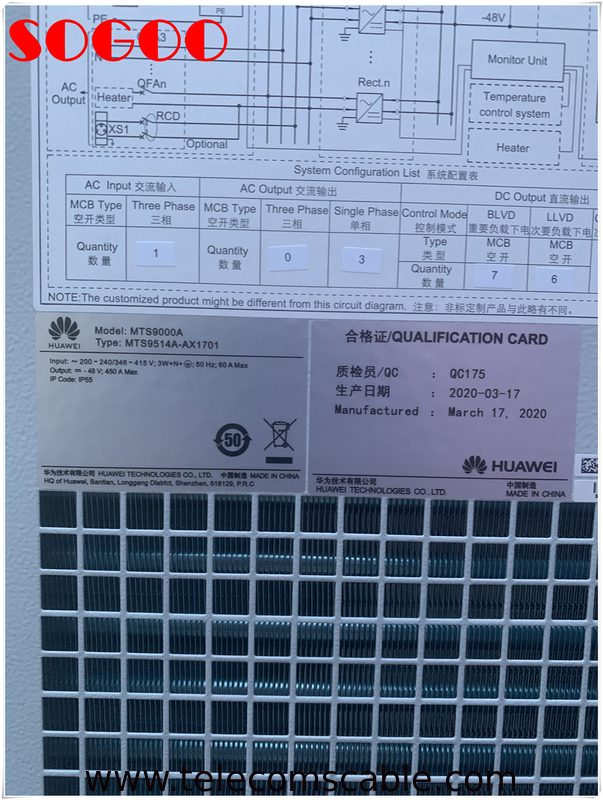 SOGOO
PE
PE
-48V
AC
Output
QFAn
Heater
RCD
XS1
Optional
Rect.n
Monitor Unit
Temperature
control system
Heater
System Configuration List 系统配置表
AC Input 交流输入
AC Output 交流输出
DC Output 直流输出
MCB Type
空开类型
Three Phase
三相
MCB Type
空开类型
Three Phase
三相
Single Phase
单相
Control Mode
控制模式
BLVD
重要负载下电
LLVD
次要负载下电
Type
类 型
MCB
空 开
MCB
空 开
Quantity
数 量
1
Quantity
数 量
0
3
Quantity
数 量
7
6
NOTE:The customized product might be different from this circuit diagram. 注意：非标定制产品与此略有不同。
HUAWEI
Model: MTS9000A
Type: MTS9514A-AX1701
Input: ~ 200-240/346-415 V; 3W+N+; 50 Hz; 60 A Max
Output: -48 V; 450 A Max
IP Code: IP55
50
华为技术有限公司 HUAWEI TECHNOLOGIES CO., LTD. 中国制造 MADE IN CHINA
HQ of Huawei, Bantian, Longgang District, Shenzhen, 518129, P.R.C
合格证/QUALIFICATION CARD
质检员/QC : QC175
生产日期 : 2020-03-17
Manufactured : March 17, 2020
HUAWEI
华为技术有限公司
HUAWEI TECHNOLOGIES CO.,LTD.
中国制造
MADE IN CHINA
www.telecomscable.com